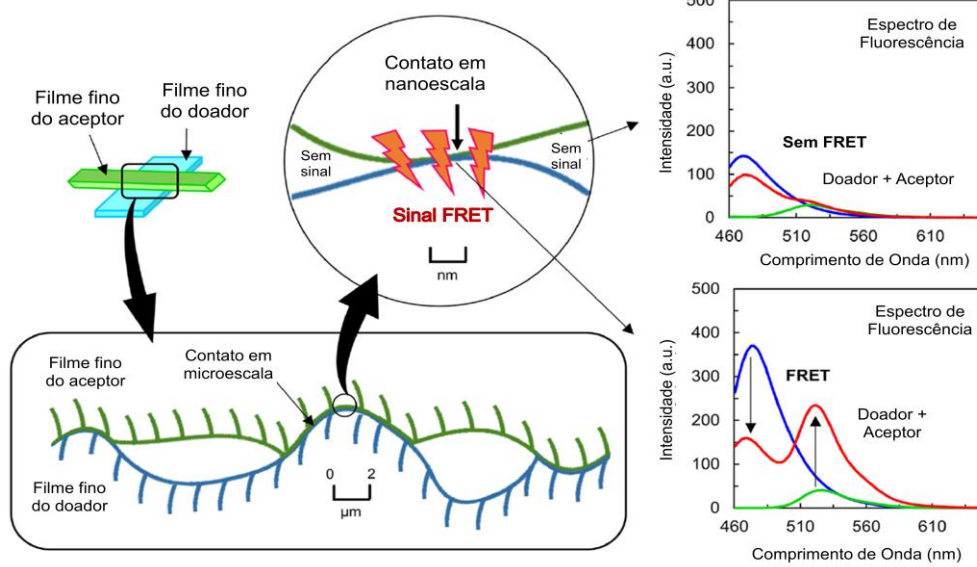 Filme fino
do aceptor
Filme fino
do doador
Contato em
nanoescala
Sem
sinal
Sem
sinal
Sinal FRET
nm
Filme fino
do aceptor
Contato em
microescala
Filme fino
do doador
0 2
µm
500
400
300
200
100
0
Intensidade (a.u.)
Espectro de
Fluorescência
Sem FRET
Doador + Aceptor
460 510 560 610
Comprimento de Onda (nm)
500
400
300
200
100
0
Intensidade (a.u.)
Espectro de
Fluorescência
FRET
Doador +
Aceptor
460 510 560 610
Comprimento de Onda (nm)